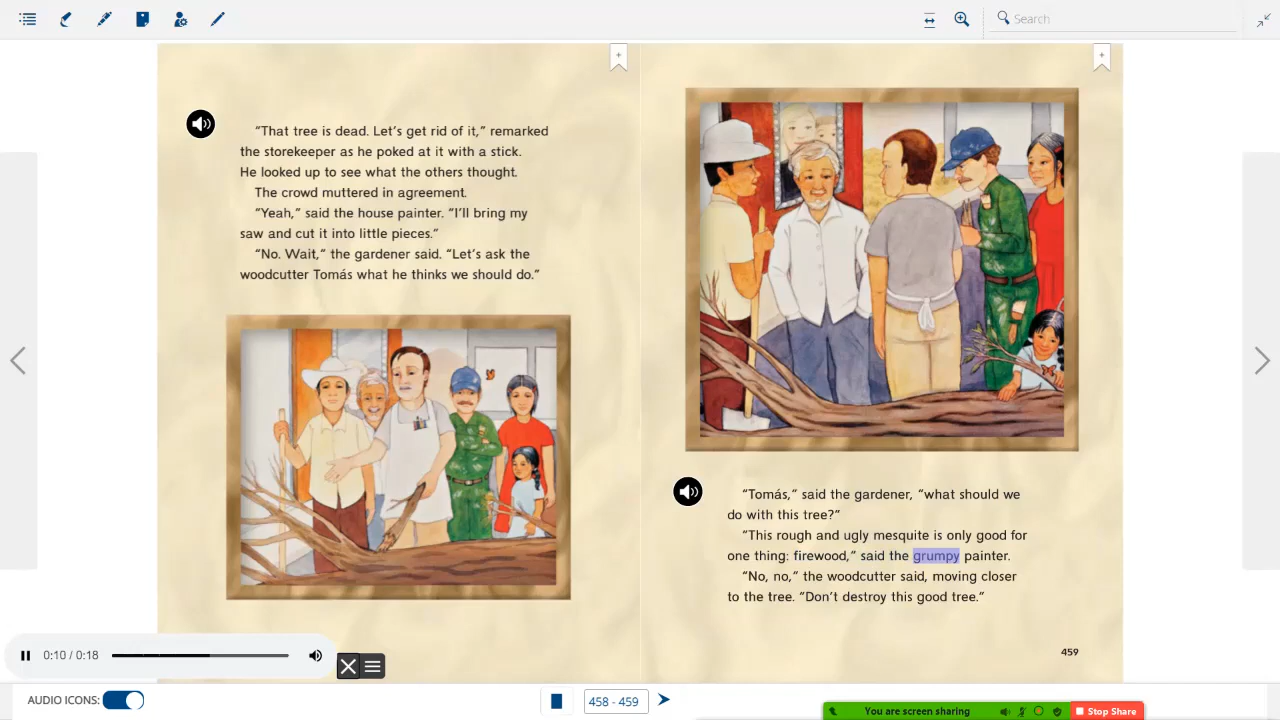 Search
“That tree is dead. Let’s get rid of it,” remarked
the storekeeper as he poked at it with a stick.
He looked up to see what the others thought.
The crowd muttered in agreement.
“Yeah,” said the house painter. “I’ll bring my
saw and cut it into little pieces.”
“No. Wait,” the gardener said. “Let’s ask the
woodcutter Tomás what he thinks we should do.”
“Tomás,” said the gardener, “what should we
do with this tree?”
“This rough and ugly mesquite is only good for
one thing: firewood,” said the grumpy painter.
“No, no,” the woodcutter said, moving closer
to the tree. “Don’t destroy this good tree.”
459
0:10 / 0:18
AUDIO ICONS:
458 - 459
You are screen sharing
Stop Share